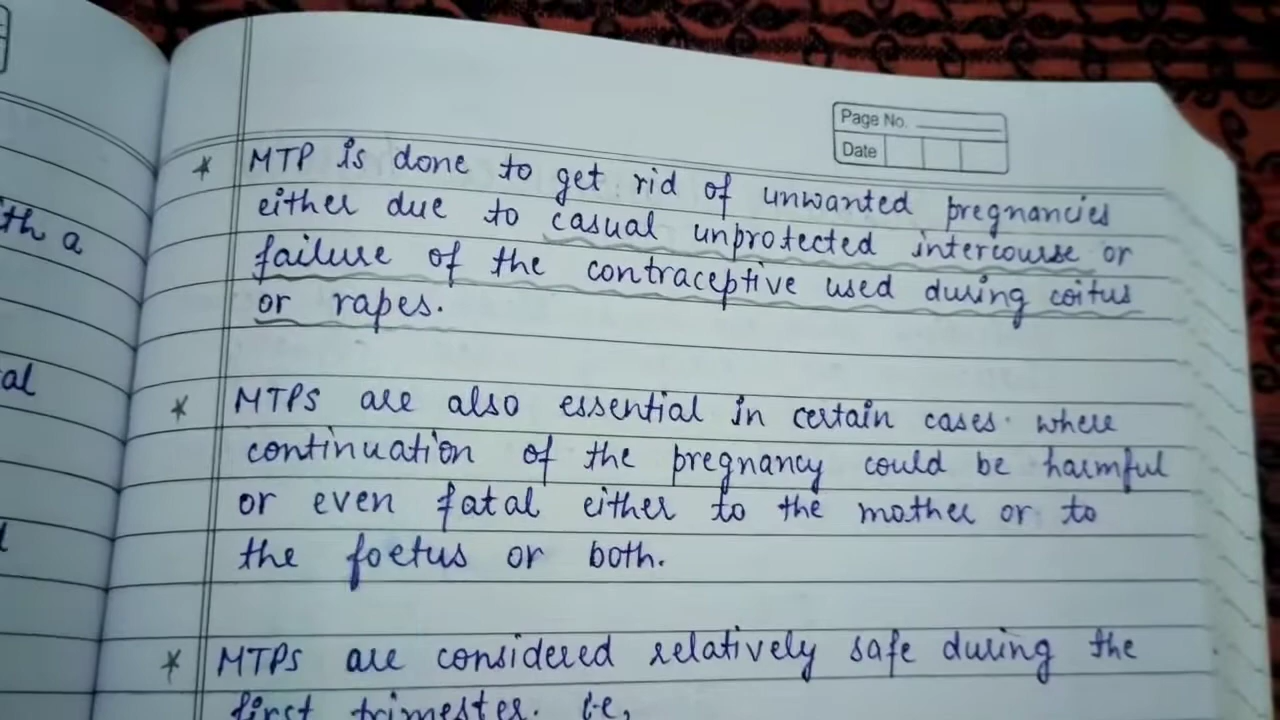 Page No.
Date
* MTP is done to get rid of unwanted pregnancies
either due to casual unprotected intercourse or
failure of the contraceptive used during coitus
or rapes.
* MTPS are also essential in certain cases where
continuation of the pregnancy could be harmful
or even fatal either to the mother or to
the foetus or both.
* MTPs are considered relatively safe during the
first trimester. i.e,
th a
al